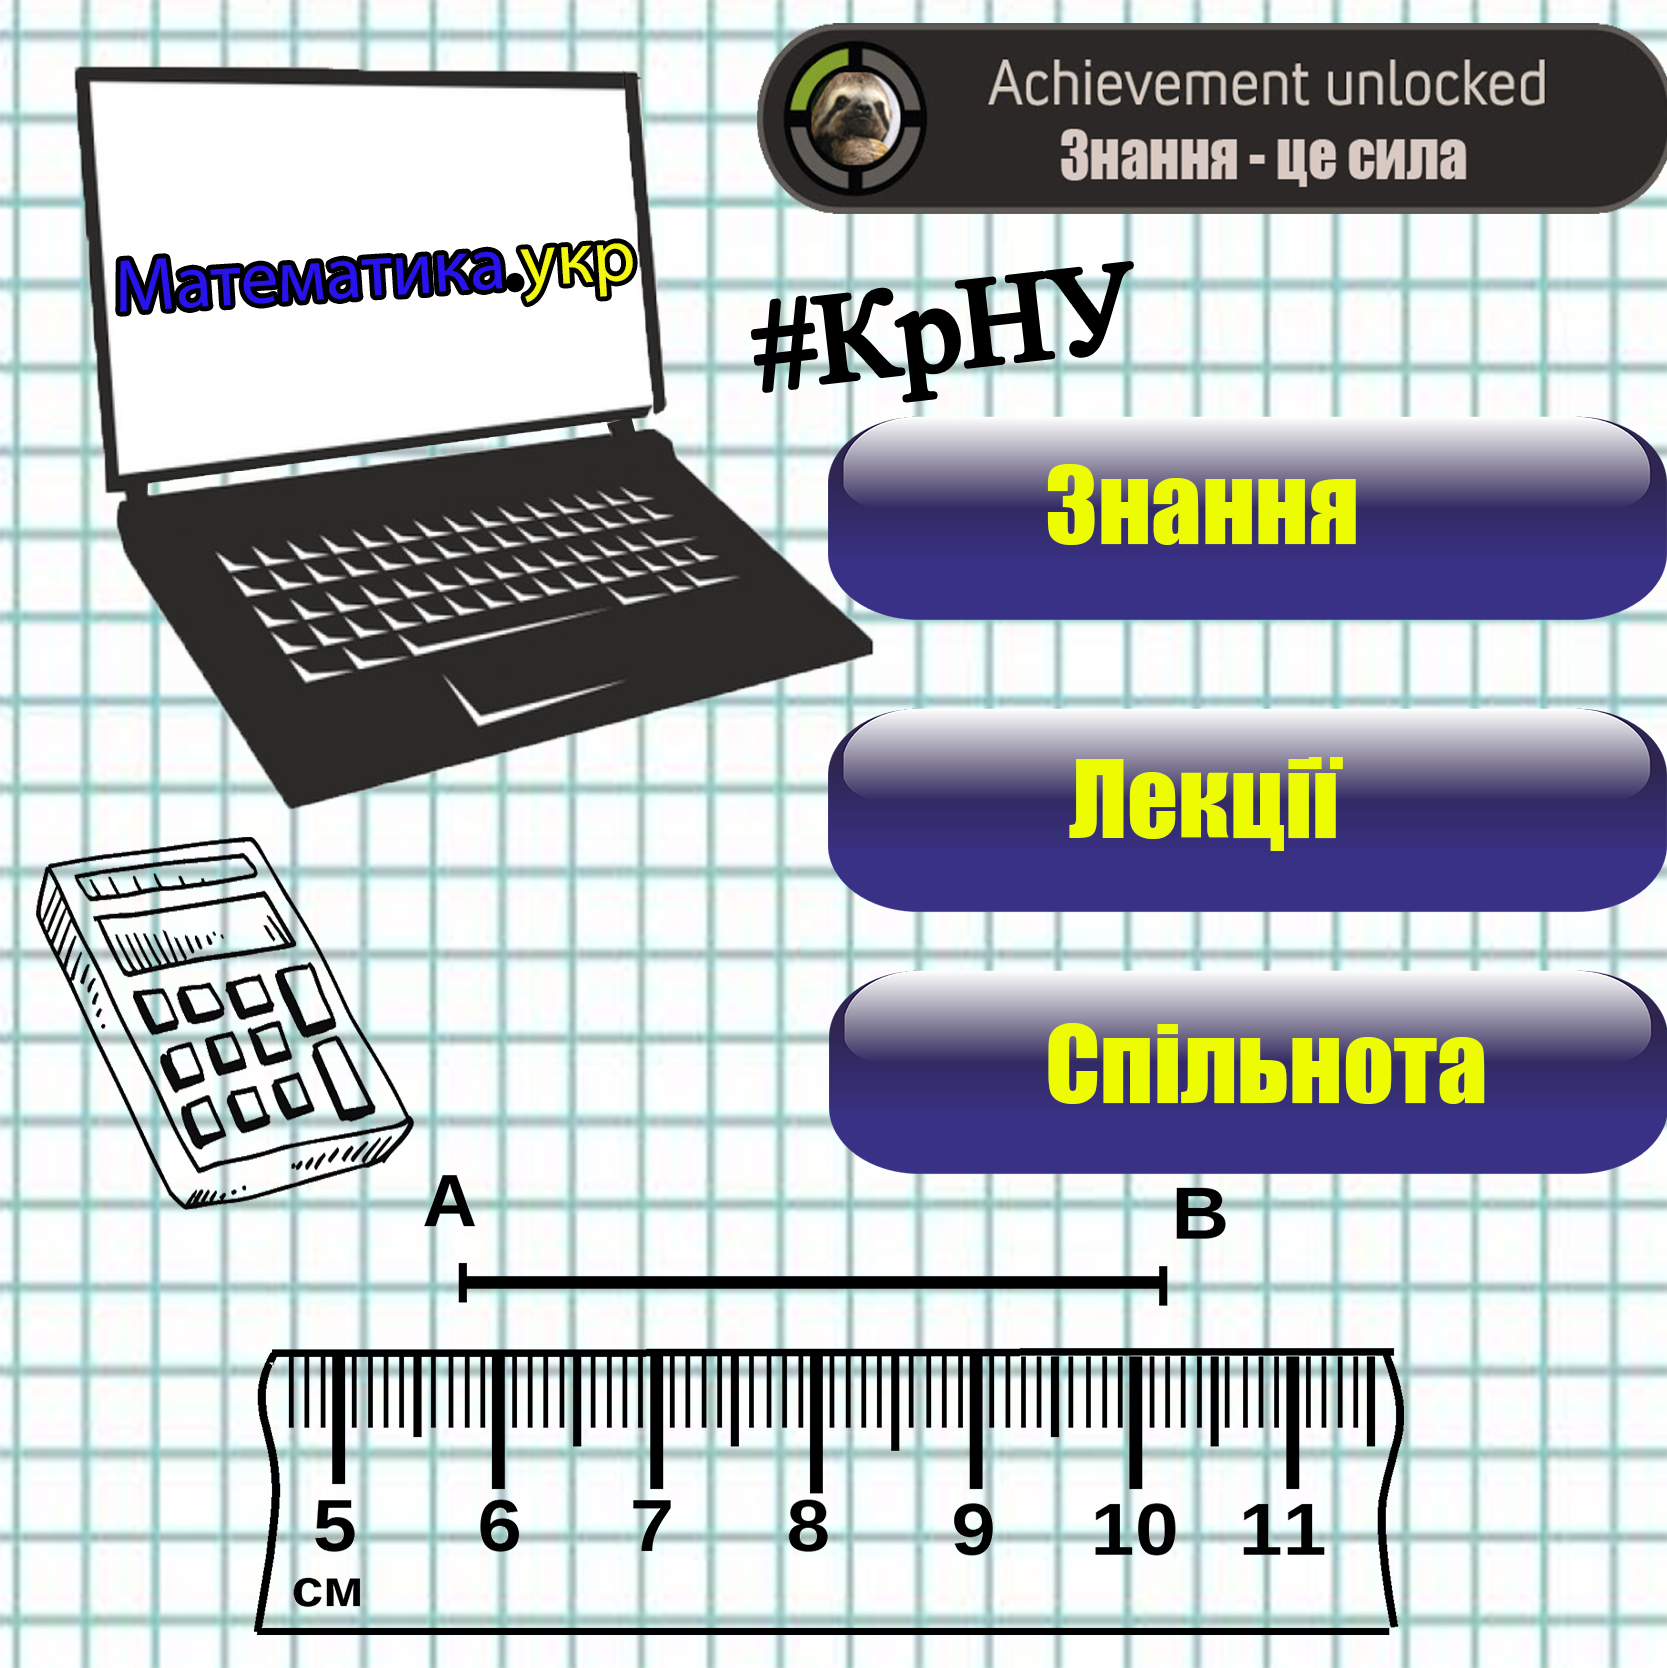 Achievement unlocked
Знання - це сила
Математика.укр
#КрНУ
Знання
Лекції
Спільнота
A B
5 6 7 8 9 10 11
см